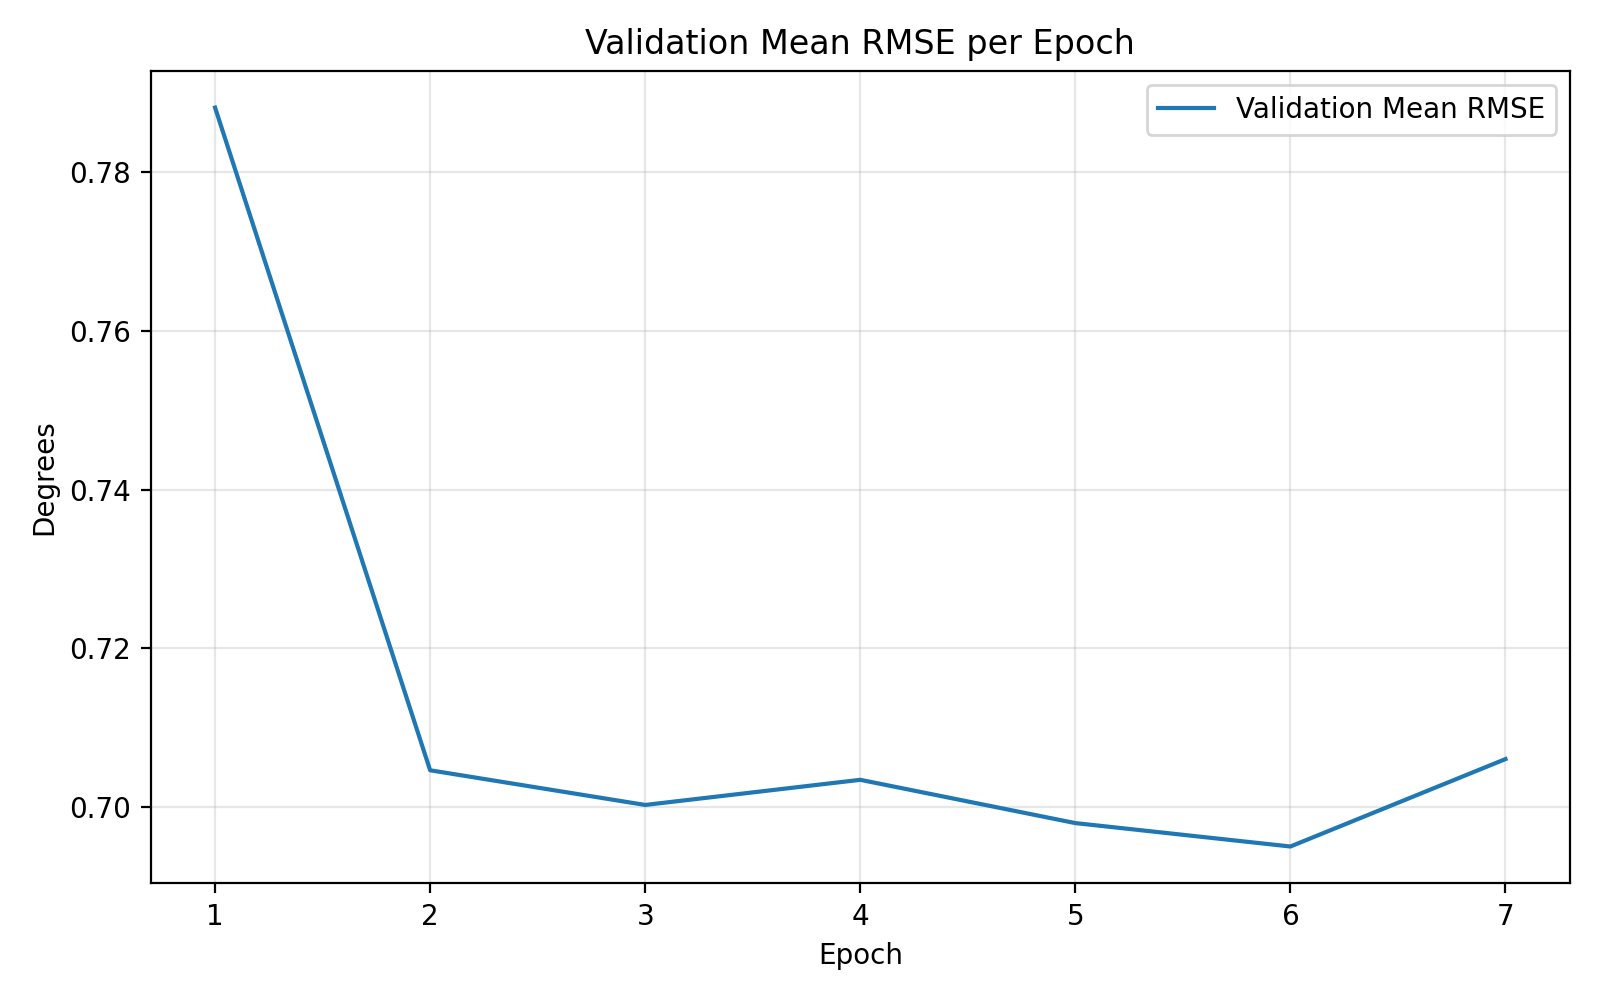 Validation Mean RMSE per Epoch
Validation Mean RMSE
0.78
0.76
0.74
0.72
0.70
Degrees
1 2 3 4 5 6 7
Epoch